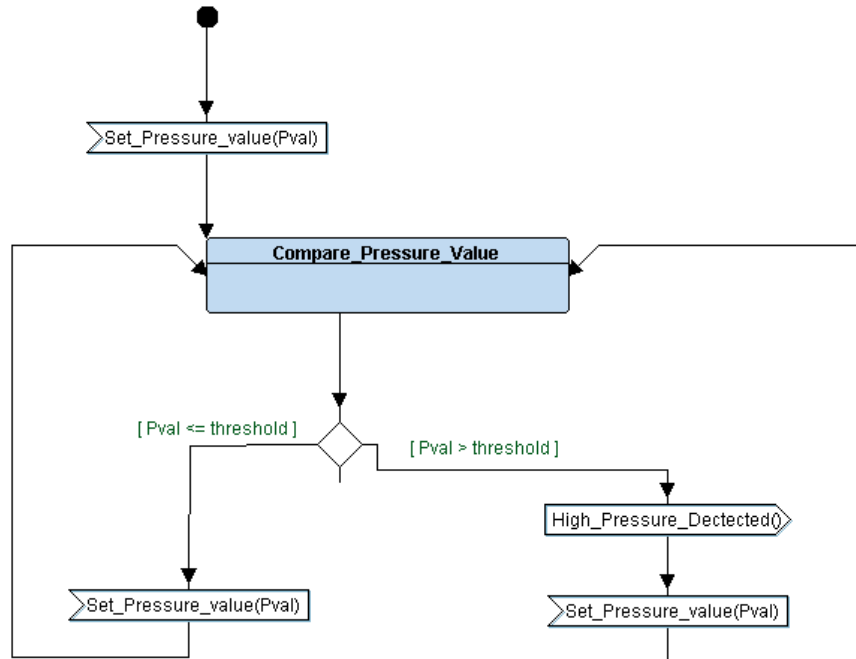 Set_Pressure_value(Pval)
Compare_Pressure_Value
[ Pval <= threshold ]
[ Pval > threshold ]
High_Pressure_Dectected()
Set_Pressure_value(Pval)
Set_Pressure_value(Pval)